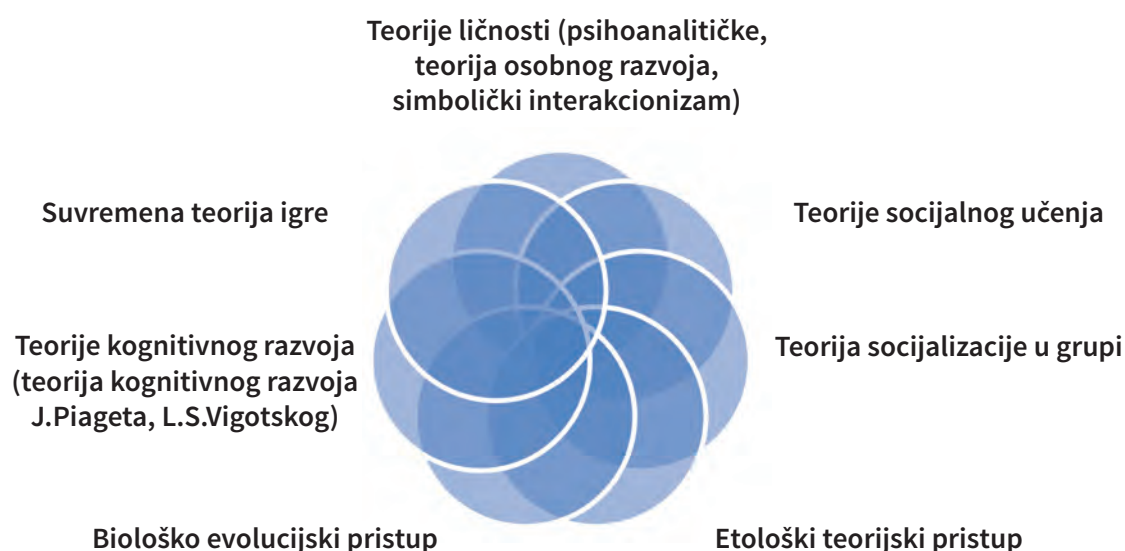 Teorije ličnosti (psihoanalitičke,
teorija osobnog razvoja,
simbolički interakcionizam)
Suvremena teorija igre
Teorije socijalnog učenja
Teorije kognitivnog razvoja
(teorija kognitivnog razvoja
J.Piageta, L.S.Vigotskog)
Teorija socijalizacije u grupi
Biološko evolucijski pristup
Etološki teorijski pristup